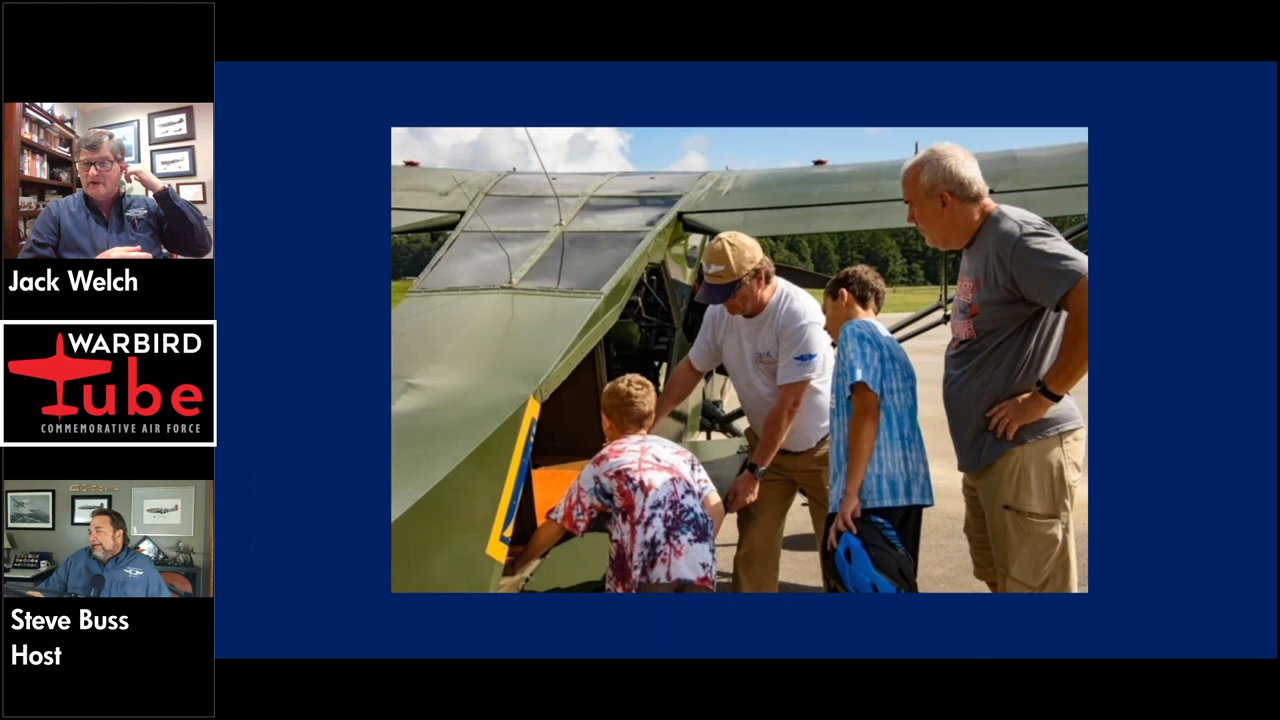 Jack Welch
WARBIRD
Tube
COMMEMORATIVE AIR FORCE
Steve Buss
Host